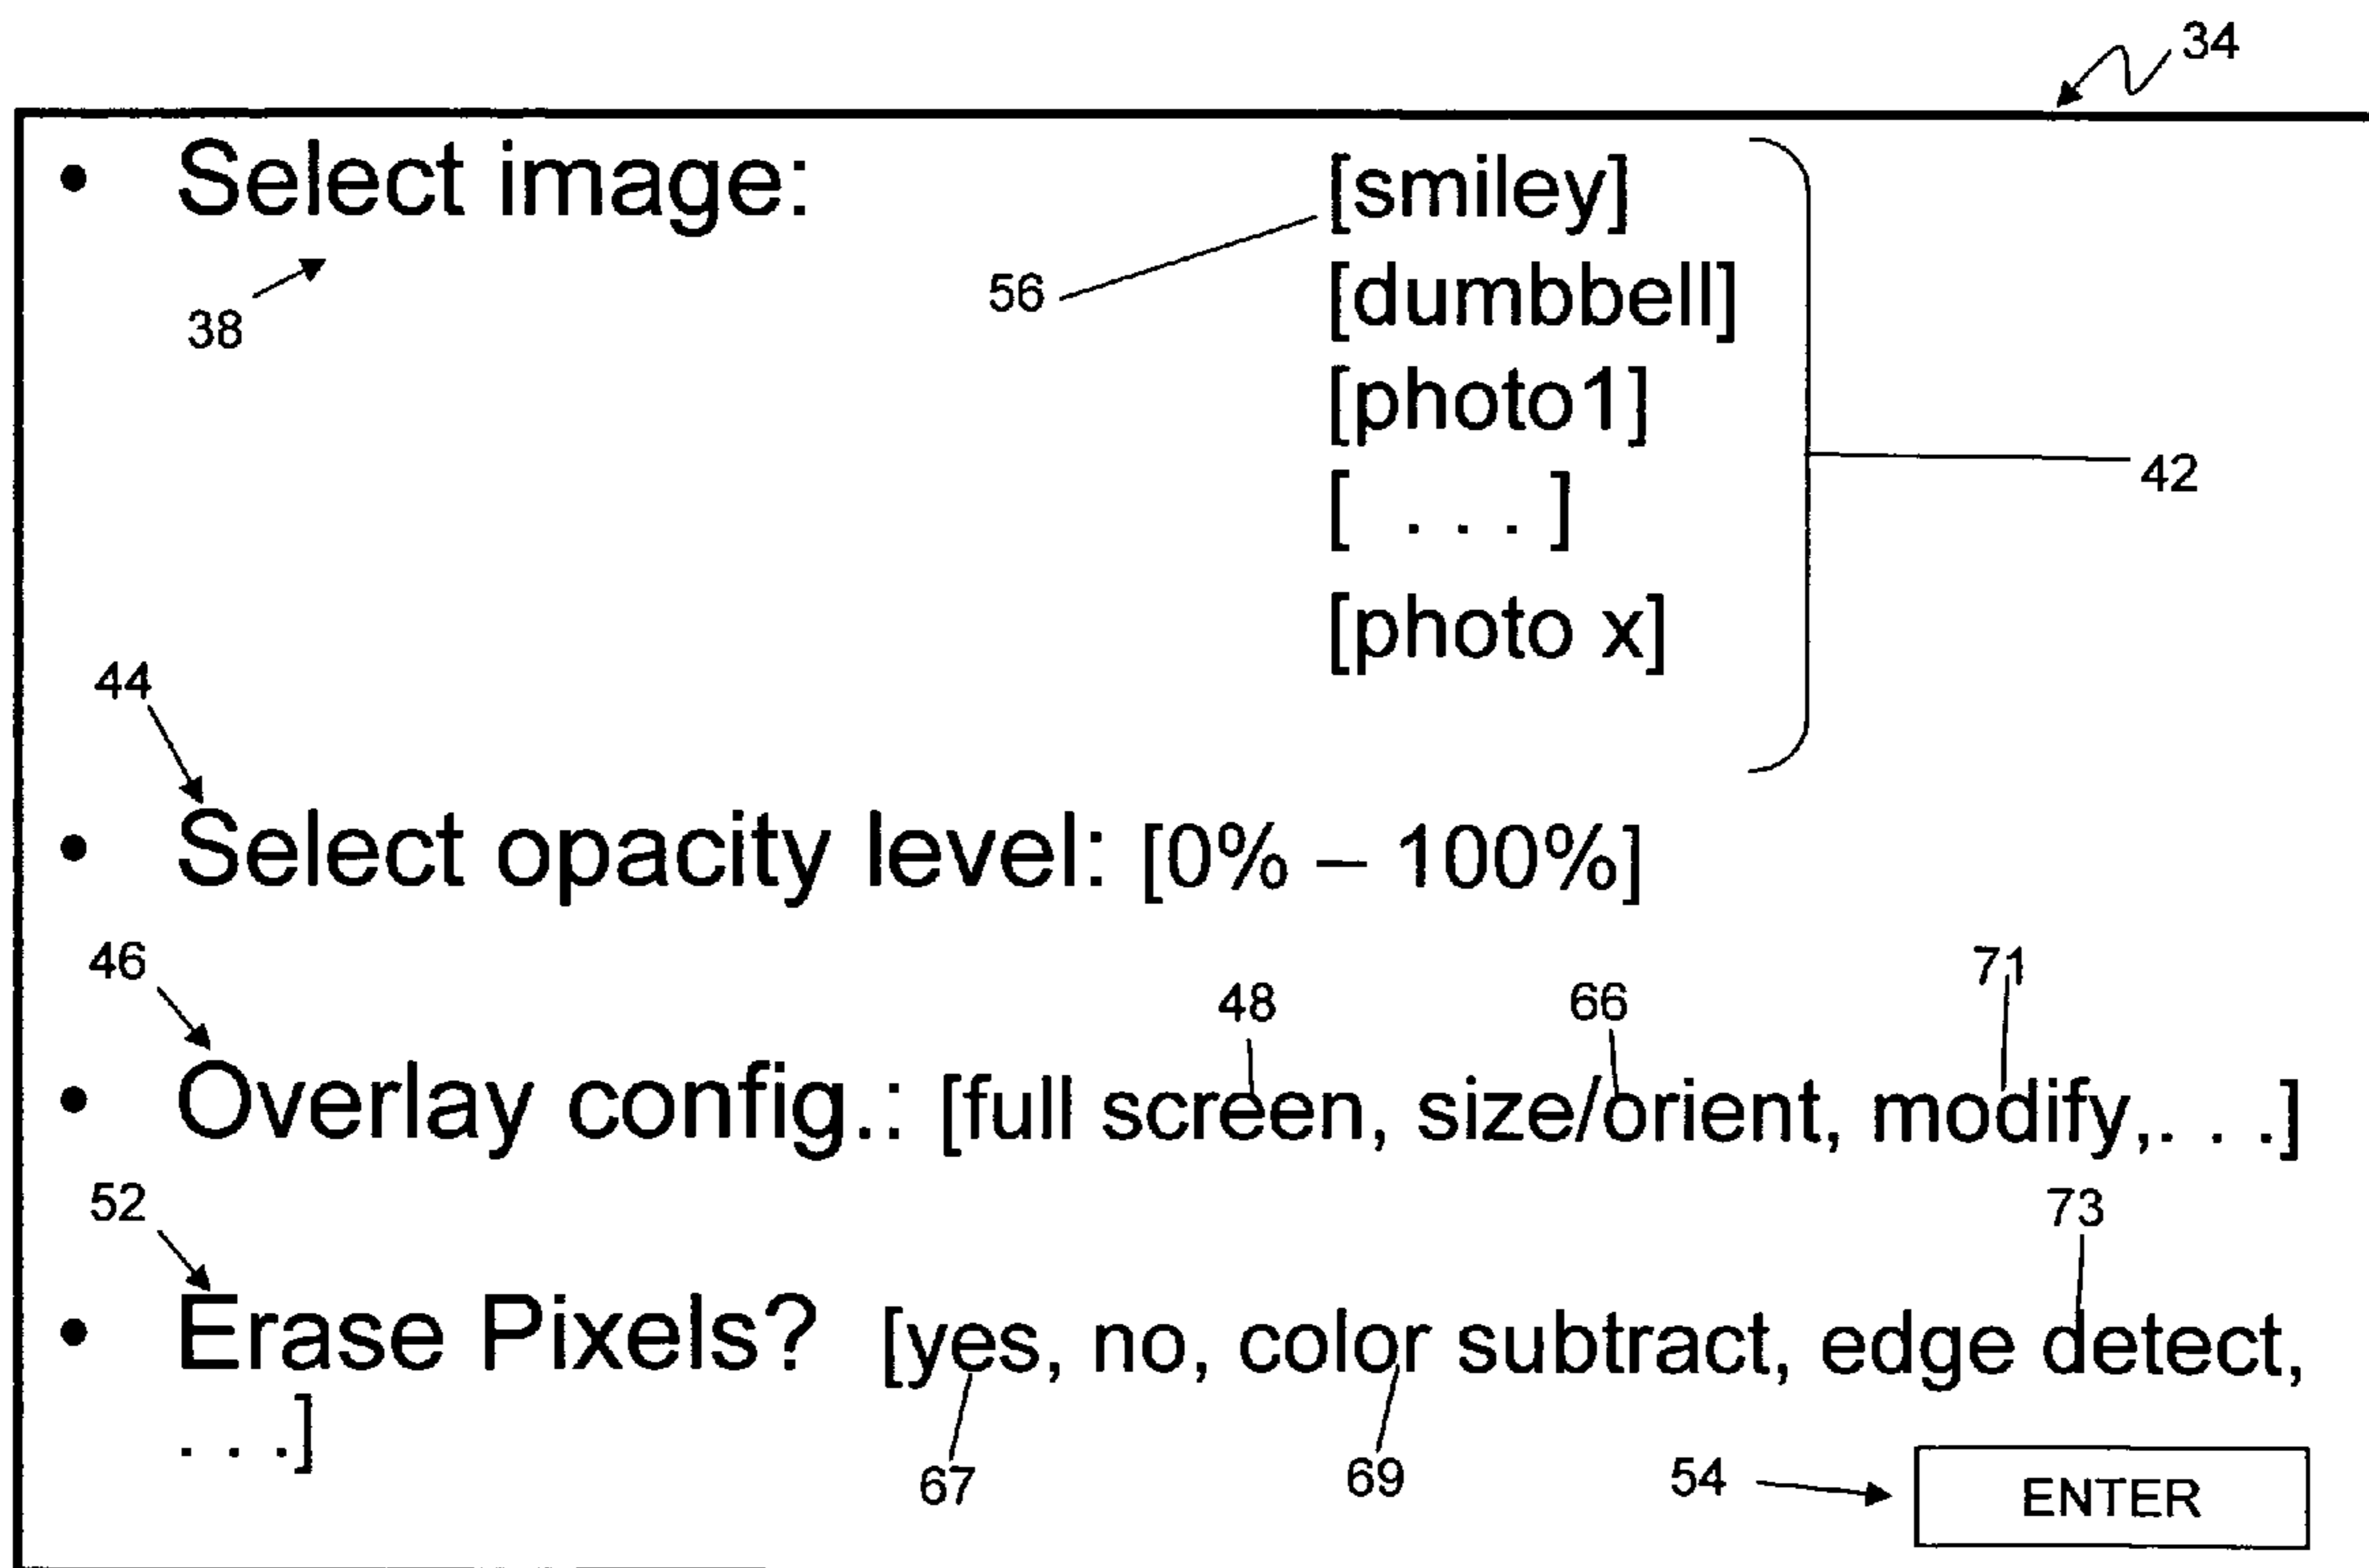 34
• Select image: [smiley]
38
56
[dumbbell]
[photo1]
[ . . . ]
42
[photo x]
44
• Select opacity level: [0% – 100%]
46
48
66
71
• Overlay config.: [full screen, size/orient, modify,. . .]
52
73
• Erase Pixels? [yes, no, color subtract, edge detect,
. . .]
67
69
54
ENTER